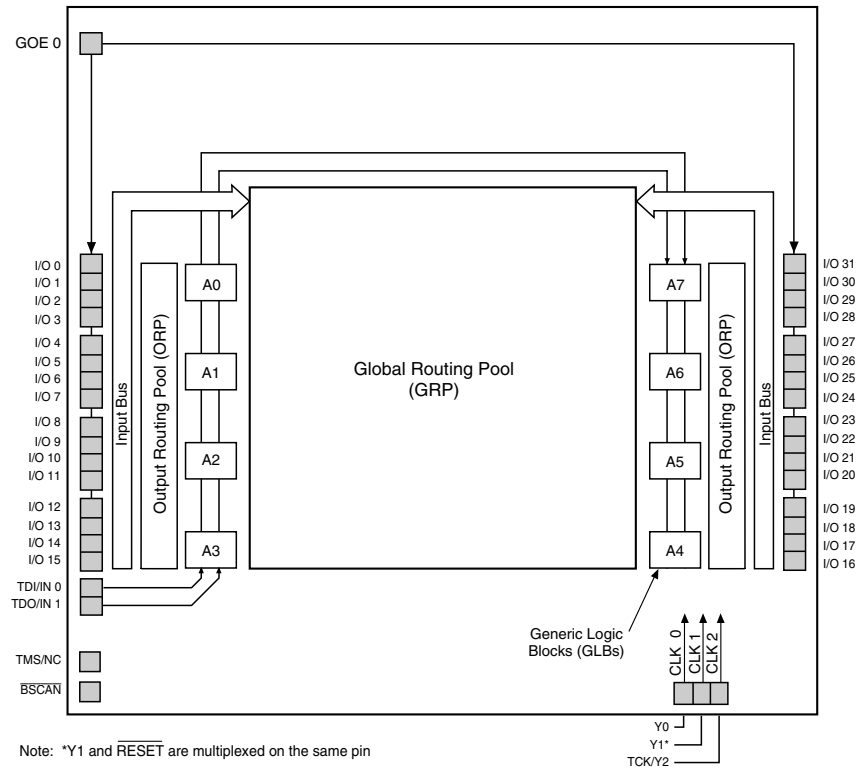 GOE 0
I/O 0
I/O 1
I/O 2
I/O 3
I/O 4
I/O 5
I/O 6
I/O 7
I/O 8
I/O 9
I/O 10
I/O 11
I/O 12
I/O 13
I/O 14
I/O 15
TDI/IN 0
TDO/IN 1
TMS/NC
BSCAN
Input Bus
Output Routing Pool (ORP)
A0
A1
A2
A3
Global Routing Pool
(GRP)
A7
A6
A5
A4
Generic Logic
Blocks (GLBs)
Output Routing Pool (ORP)
Input Bus
I/O 31
I/O 30
I/O 29
I/O 28
I/O 27
I/O 26
I/O 25
I/O 24
I/O 23
I/O 22
I/O 21
I/O 20
I/O 19
I/O 18
I/O 17
I/O 16
CLK 0
CLK 1
CLK 2
Y0
Y1*
TCK/Y2
Note: *Y1 and RESET are multiplexed on the same pin